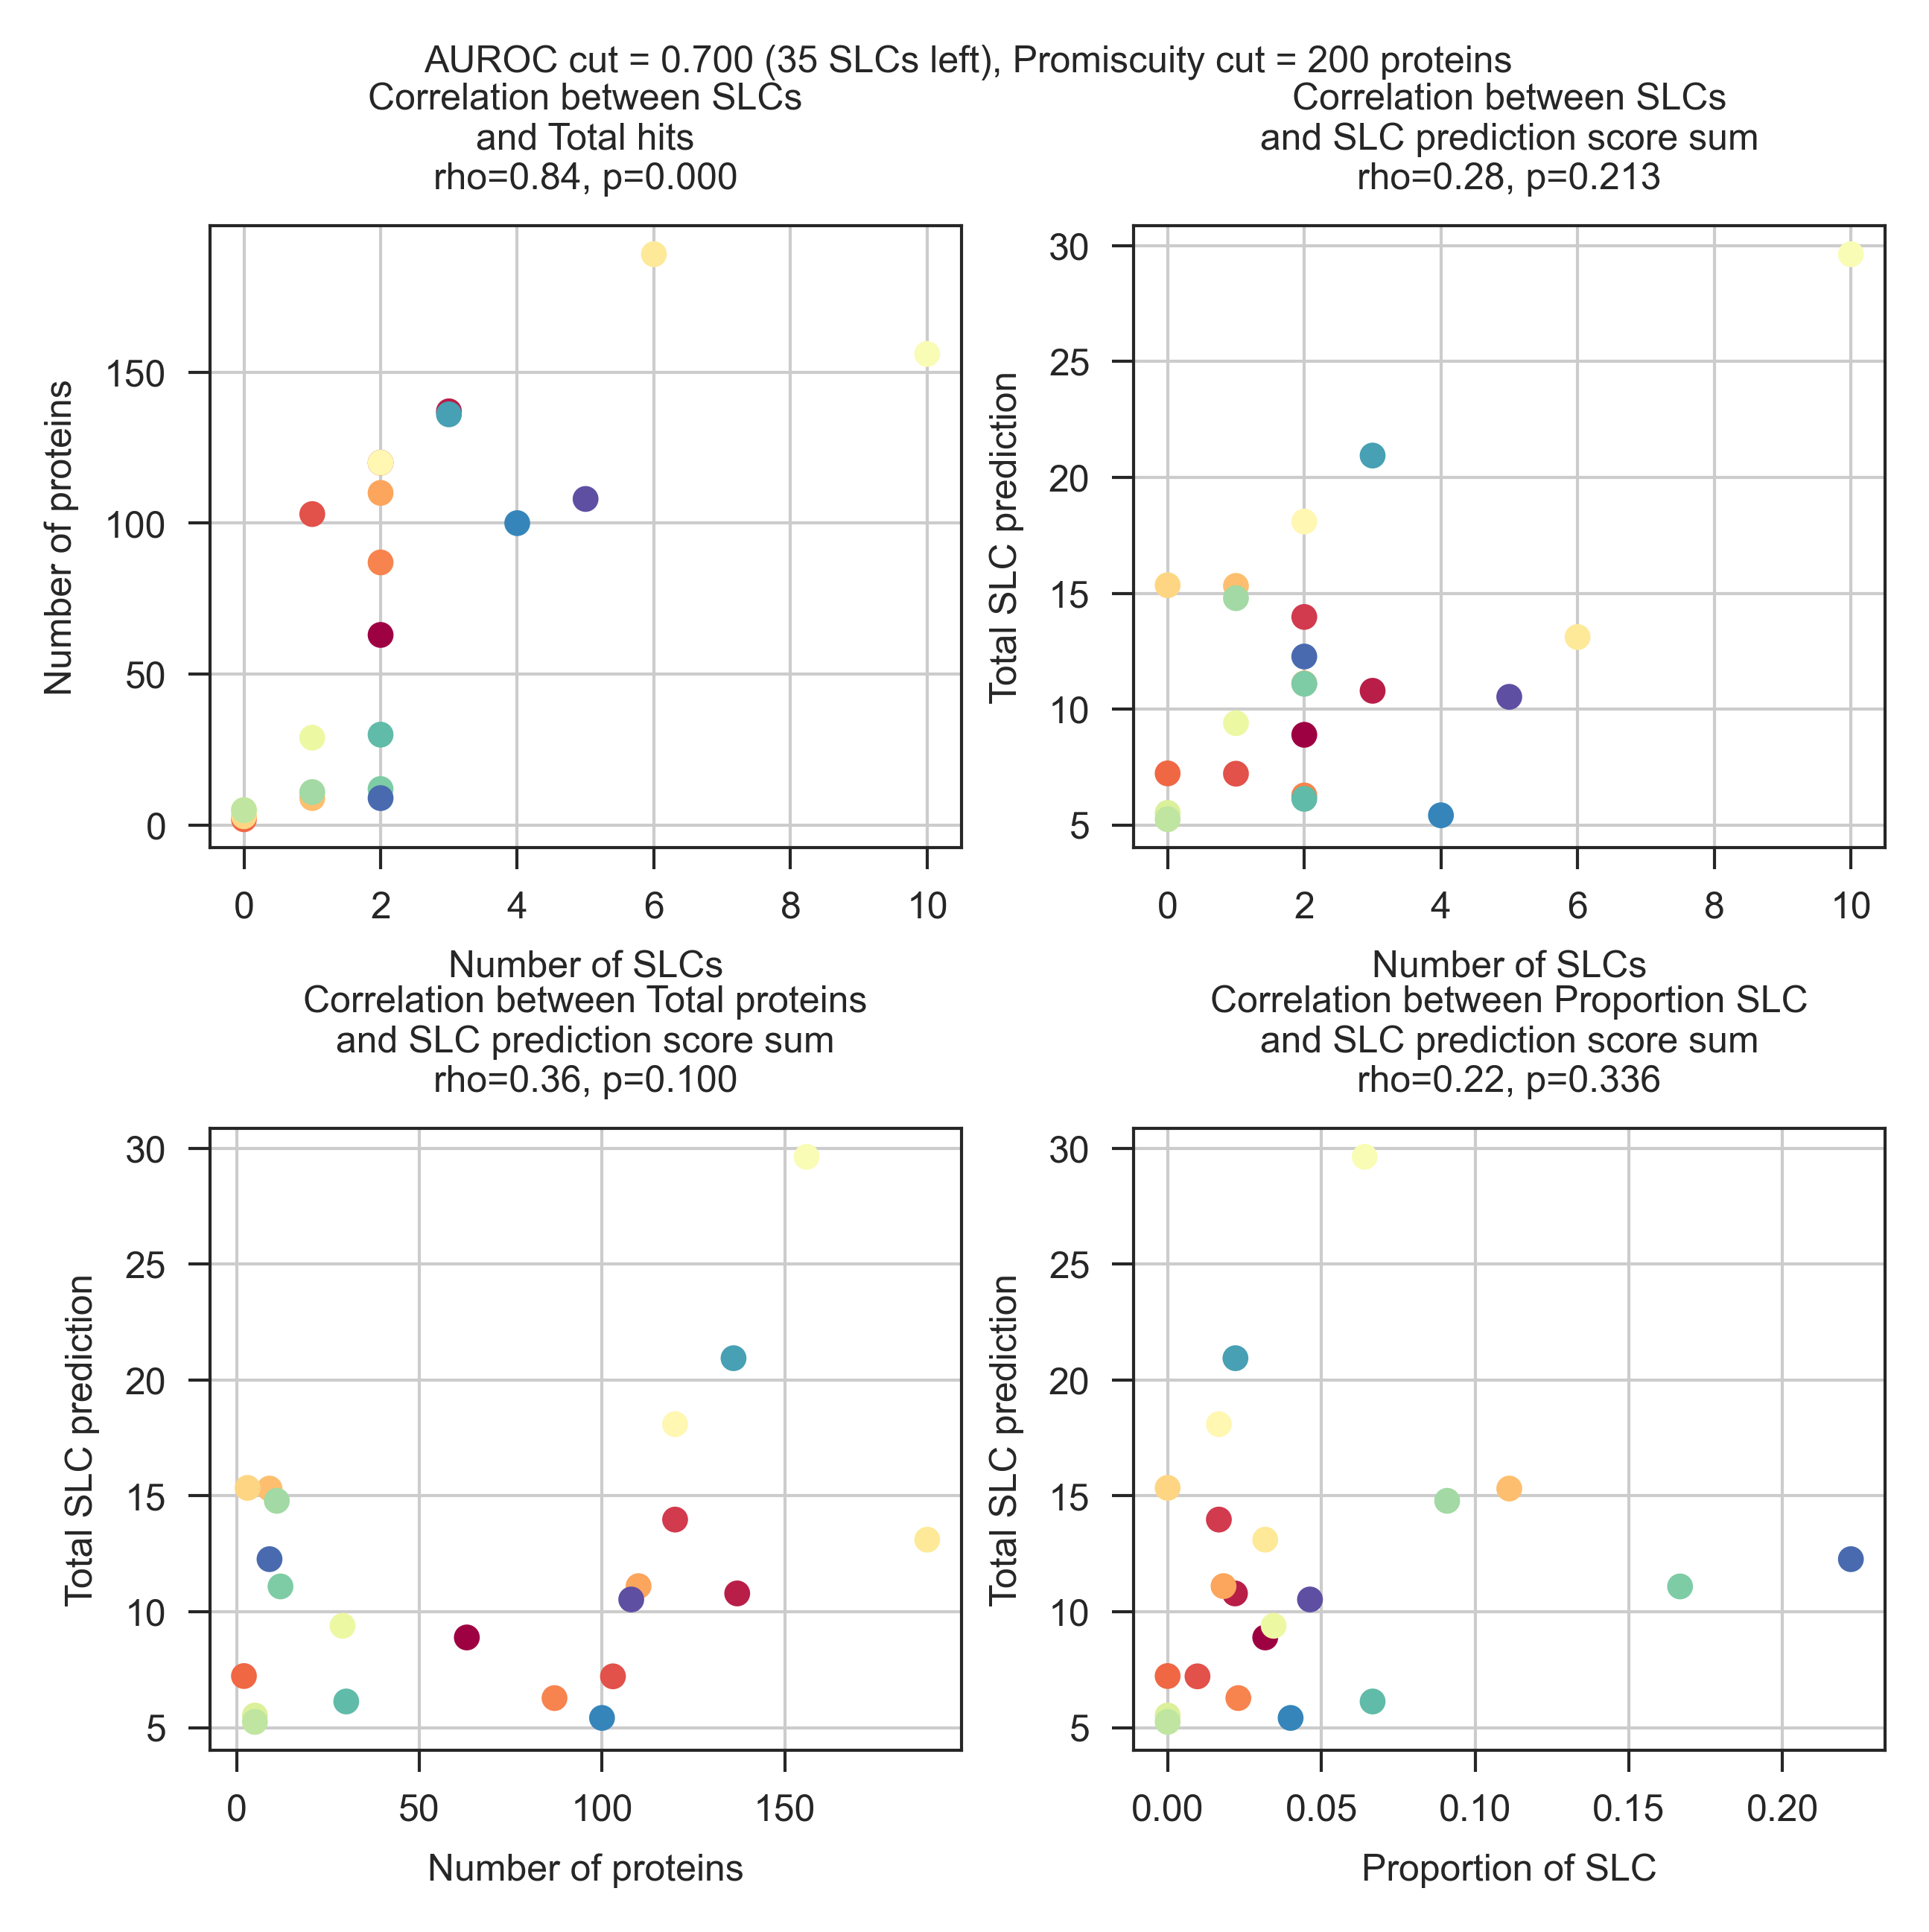 AUROC cut = 0.700 (35 SLCs left), Promiscuity cut = 200 proteins
Correlation between SLCs
and Total hits
rho=0.84, p=0.000
Number of proteins
150
100
50
0
0 2 4 6 8 10
Number of SLCs
Correlation between SLCs
and SLC prediction score sum
rho=0.28, p=0.213
Total SLC prediction
30
25
20
15
10
5
0 2 4 6 8 10
Number of SLCs
Correlation between Total proteins
and SLC prediction score sum
rho=0.36, p=0.100
Total SLC prediction
30
25
20
15
10
5
0 50 100 150
Number of proteins
Correlation between Proportion SLC
and SLC prediction score sum
rho=0.22, p=0.336
Total SLC prediction
30
25
20
15
10
5
0.00 0.05 0.10 0.15 0.20
Proportion of SLC